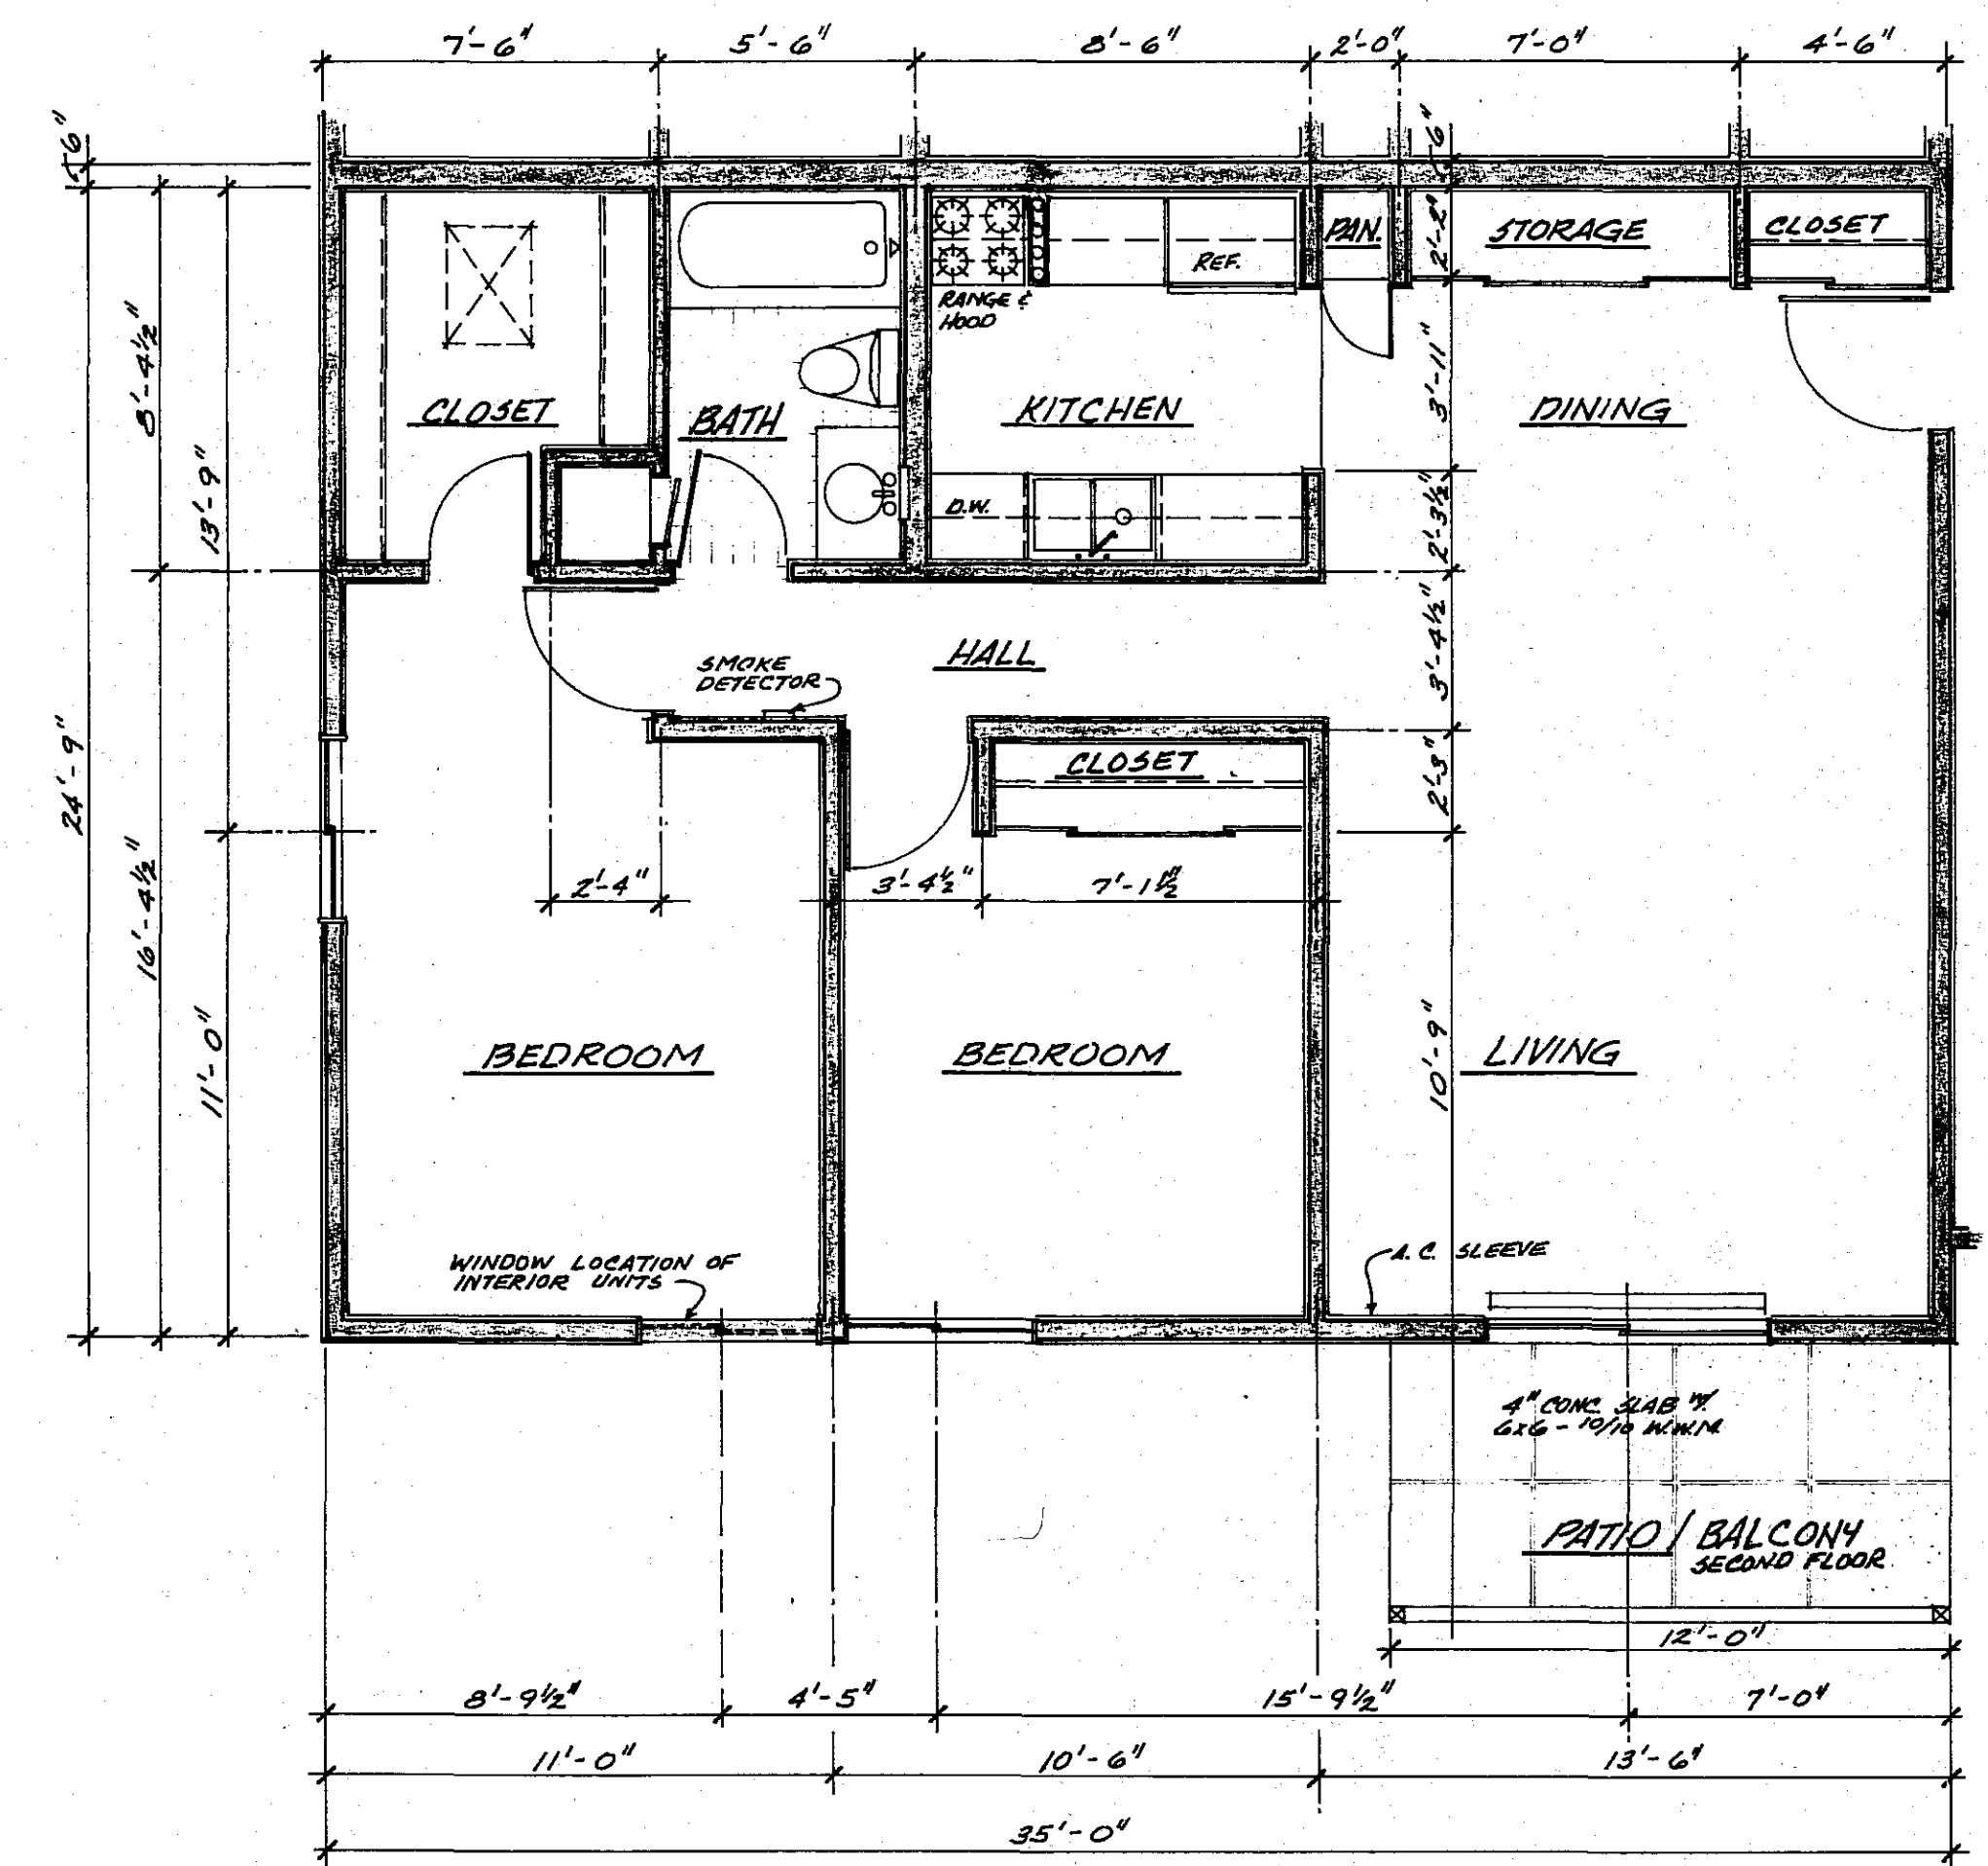 7'-6" 5'-6" 8'-6" 2'-0" 7'-0" 4'-6"
6"
6"
2'-2"
PAN.
STORAGE
CLOSET
REF.
RANGE &
HOOD
8'-4½"
3'-11"
CLOSET
BATH
KITCHEN
DINING
13'-9"
D.W.
2'-3½"
HALL
3'-4½"
SMOKE
DETECTOR
24'-9"
CLOSET
2'-3"
16'-4½"
2'-4"
3'-4½"
7'-1½"
11'-0"
BEDROOM
BEDROOM
10'-9"
LIVING
WINDOW LOCATION OF
INTERIOR UNITS
A.C. SLEEVE
4" CONC. SLAB W/
6x6 - 10/10 W.W.M.
PATIO / BALCONY
SECOND FLOOR
12'-0"
8'-9½" 4'-5" 15'-9½" 7'-0"
11'-0" 10'-6" 13'-6"
35'-0"